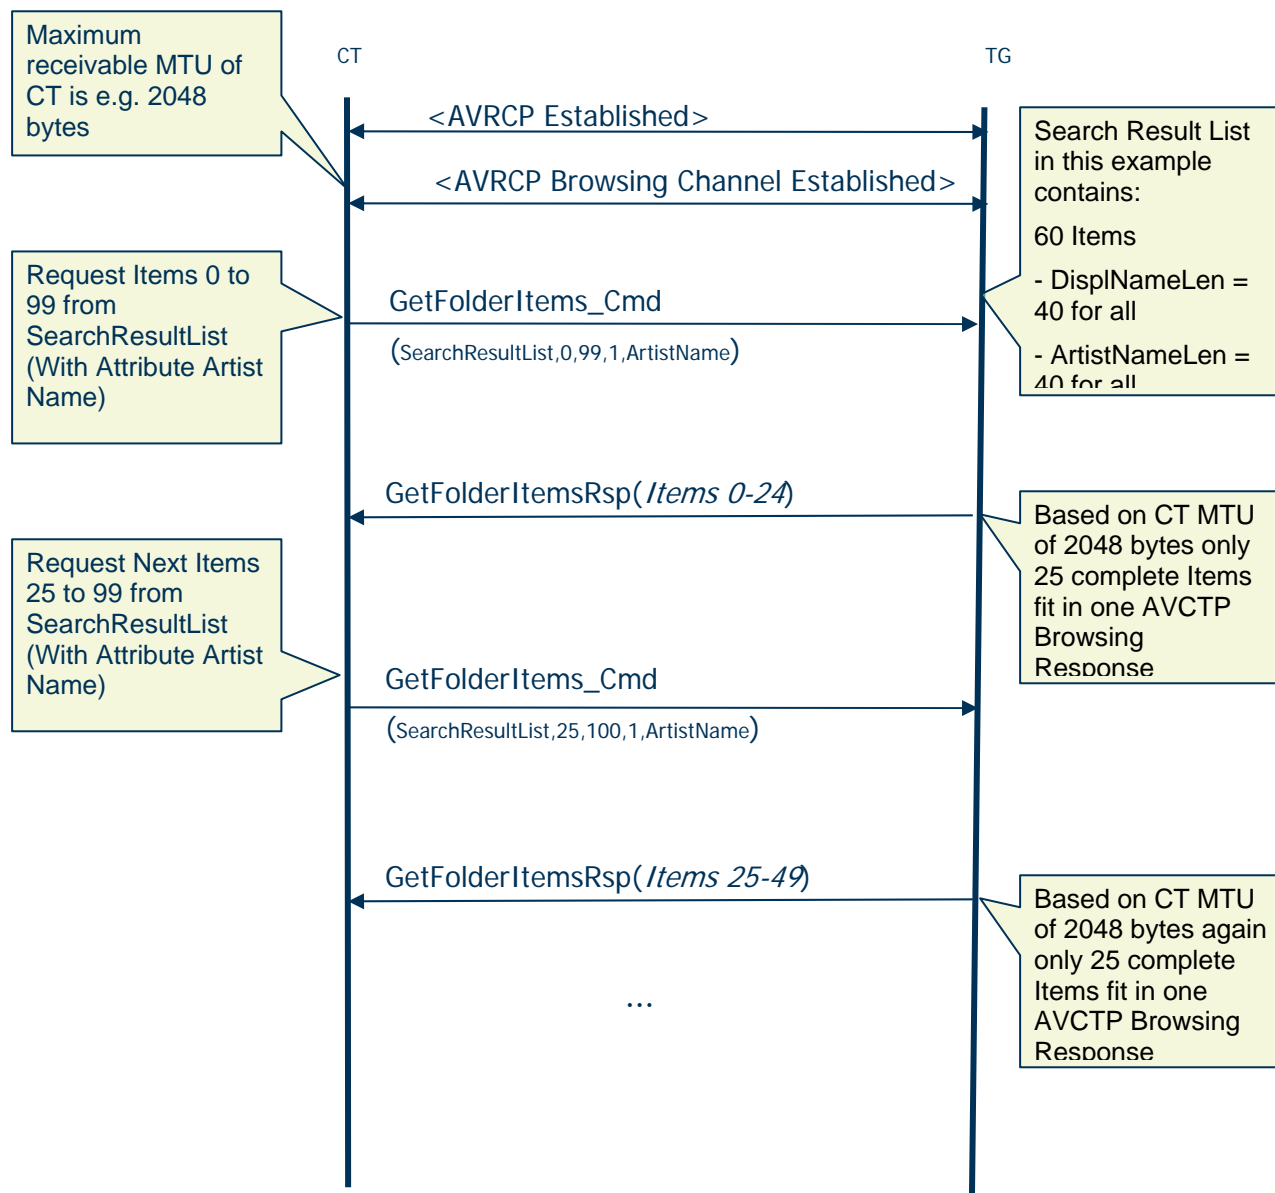 Maximum
receivable MTU of
CT is e.g. 2048
bytes
CT
TG
<AVRCP Established>
<AVRCP Browsing Channel Established>
Search Result List
in this example
contains:
60 Items
- DisplNameLen =
40 for all
- ArtistNameLen =
40 for all
Request Items 0 to
99 from
SearchResultList
(With Attribute Artist
Name)
GetFolderItems_Cmd
(SearchResultList,0,99,1,ArtistName)
GetFolderItemsRsp(Items 0-24)
Based on CT MTU
of 2048 bytes only
25 complete Items
fit in one AVCTP
Browsing
Response
Request Next Items
25 to 99 from
SearchResultList
(With Attribute Artist
Name)
GetFolderItems_Cmd
(SearchResultList,25,100,1,ArtistName)
GetFolderItemsRsp(Items 25-49)
Based on CT MTU
of 2048 bytes again
only 25 complete
Items fit in one
AVCTP Browsing
Response
...